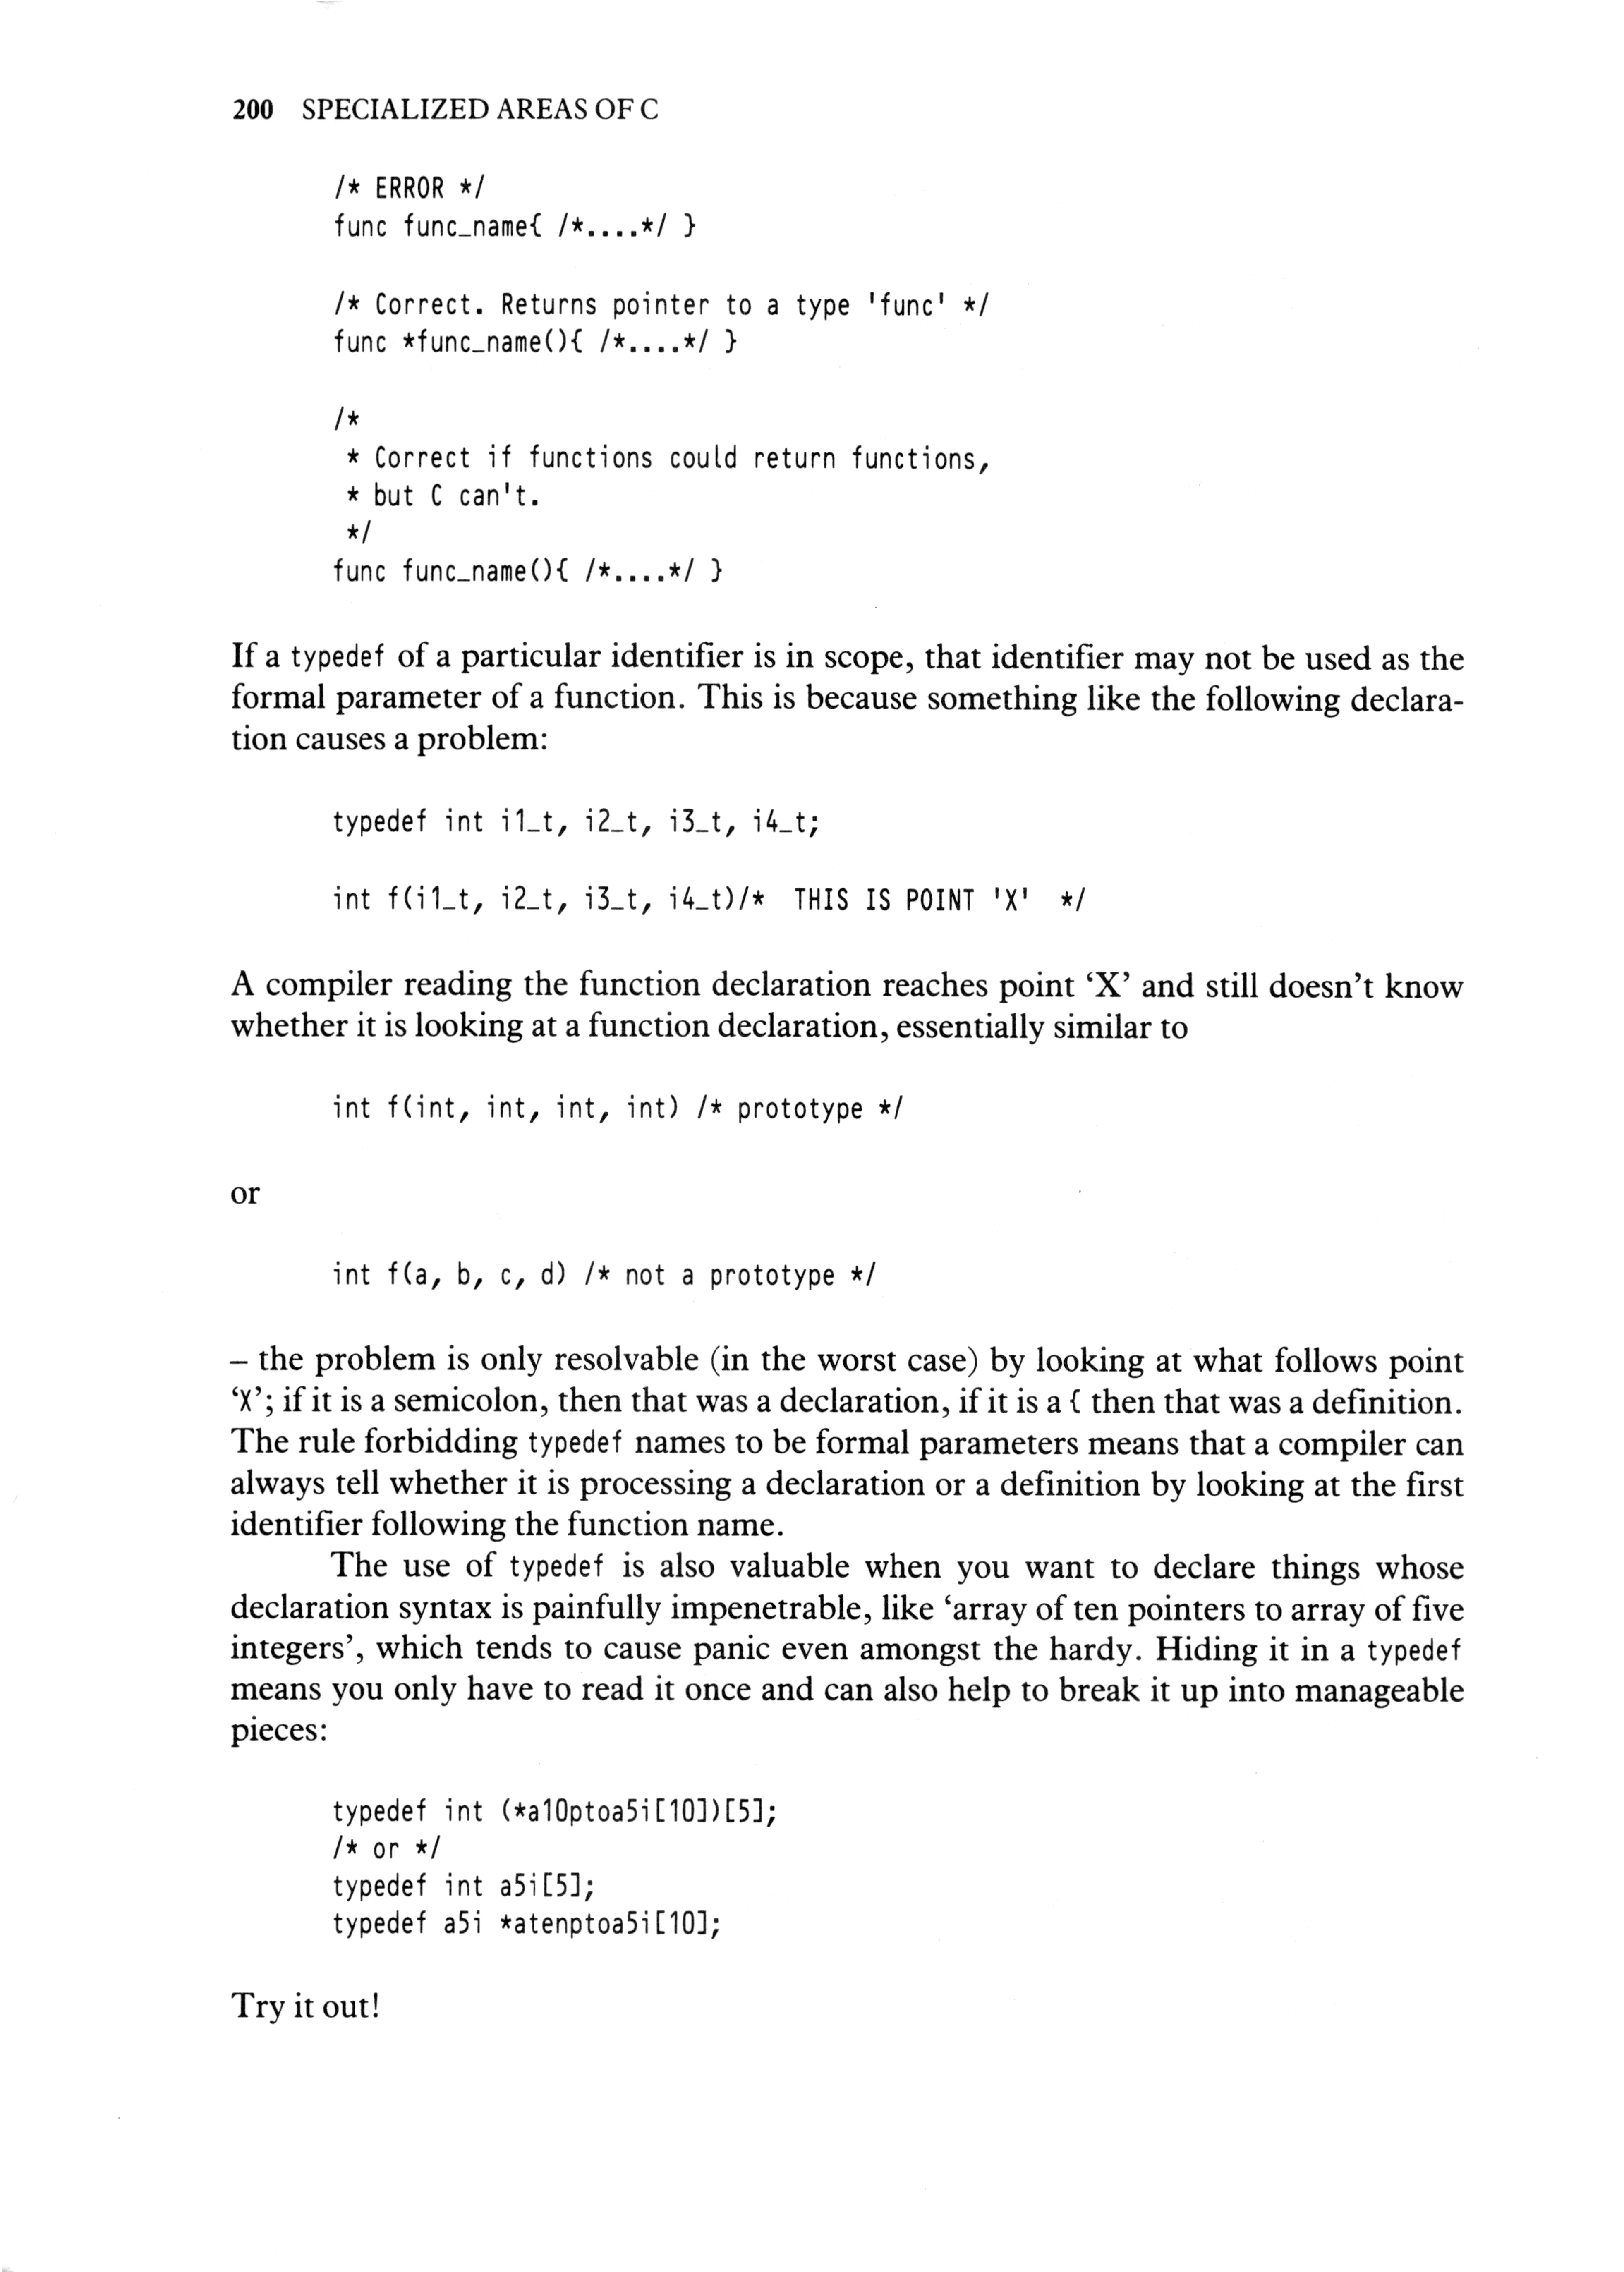 200 SPECIALIZED AREAS OF C
/* ERROR */
func func_name{ /*....*/ }
/* Correct. Returns pointer to a type 'func' */
func *func_name(){ /*....*/ }
/*
 * Correct if functions could return functions,
 * but C can't.
 */
func func_name(){ /*....*/ }
If a typedef of a particular identifier is in scope, that identifier may not be used as the
formal parameter of a function. This is because something like the following declara-
tion causes a problem:
typedef int i1_t, i2_t, i3_t, i4_t;
int f(i1_t, i2_t, i3_t, i4_t)/* THIS IS POINT 'X' */
A compiler reading the function declaration reaches point ‘X’ and still doesn’t know
whether it is looking at a function declaration, essentially similar to
int f(int, int, int, int) /* prototype */
or
int f(a, b, c, d) /* not a prototype */
– the problem is only resolvable (in the worst case) by looking at what follows point
‘X’; if it is a semicolon, then that was a declaration, if it is a { then that was a definition.
The rule forbidding typedef names to be formal parameters means that a compiler can
always tell whether it is processing a declaration or a definition by looking at the first
identifier following the function name.
The use of typedef is also valuable when you want to declare things whose
declaration syntax is painfully impenetrable, like ‘array of ten pointers to array of five
integers’, which tends to cause panic even amongst the hardy. Hiding it in a typedef
means you only have to read it once and can also help to break it up into manageable
pieces:
typedef int (*a10ptoa5i[10])[5];
/* or */
typedef int a5i[5];
typedef a5i *atenptoa5i[10];
Try it out!